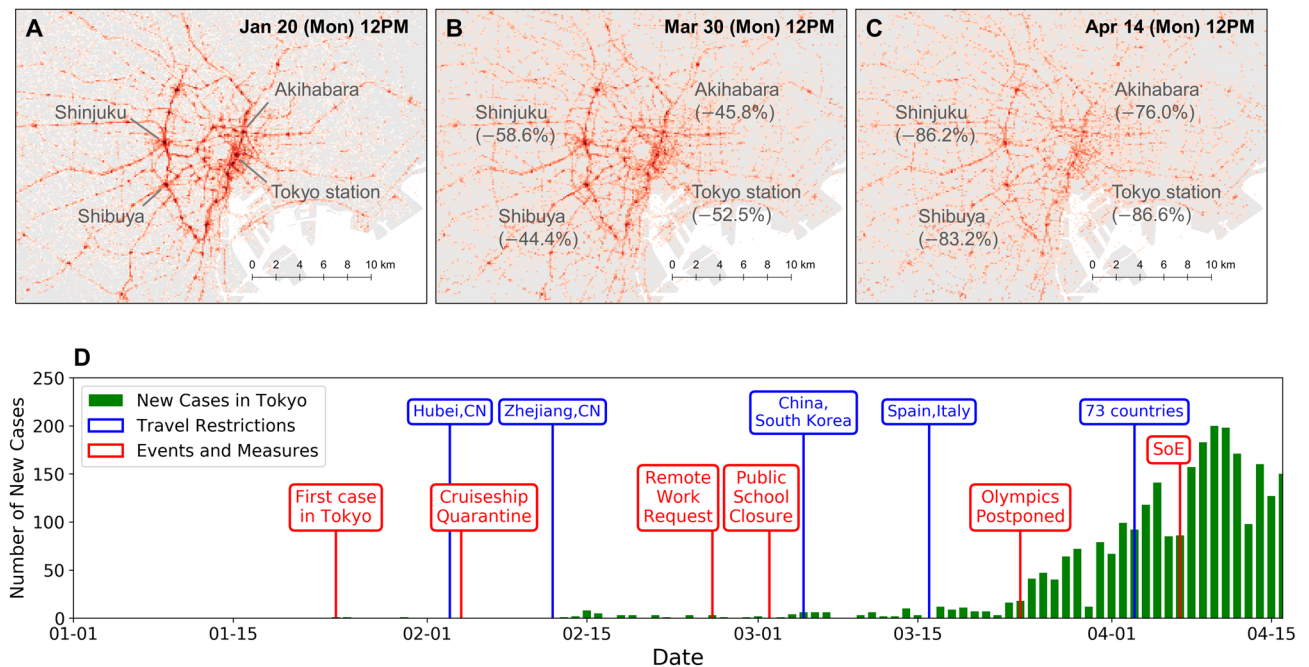 A
Jan 20 (Mon) 12PM
Akihabara
Shinjuku
Tokyo station
Shibuya
0 2 4 6 8 10 km
B
Mar 30 (Mon) 12PM
Akihabara
(−45.8%)
Shinjuku
(−58.6%)
Tokyo station
(−52.5%)
Shibuya
(−44.4%)
0 2 4 6 8 10 km
C
Apr 14 (Mon) 12PM
Akihabara
(−76.0%)
Shinjuku
(−86.2%)
Tokyo station
(−86.6%)
Shibuya
(−83.2%)
0 2 4 6 8 10 km
D
Number of New Cases
250
200
150
100
50
0
New Cases in Tokyo
Travel Restrictions
Events and Measures
First case
in Tokyo
Hubei,CN
Cruiseship
Quarantine
Zhejiang,CN
Remote
Work
Request
Public
School
Closure
China,
South Korea
Spain,Italy
Olympics
Postponed
73 countries
SoE
01-01
01-15
02-01
02-15
03-01
03-15
04-01
04-15
Date